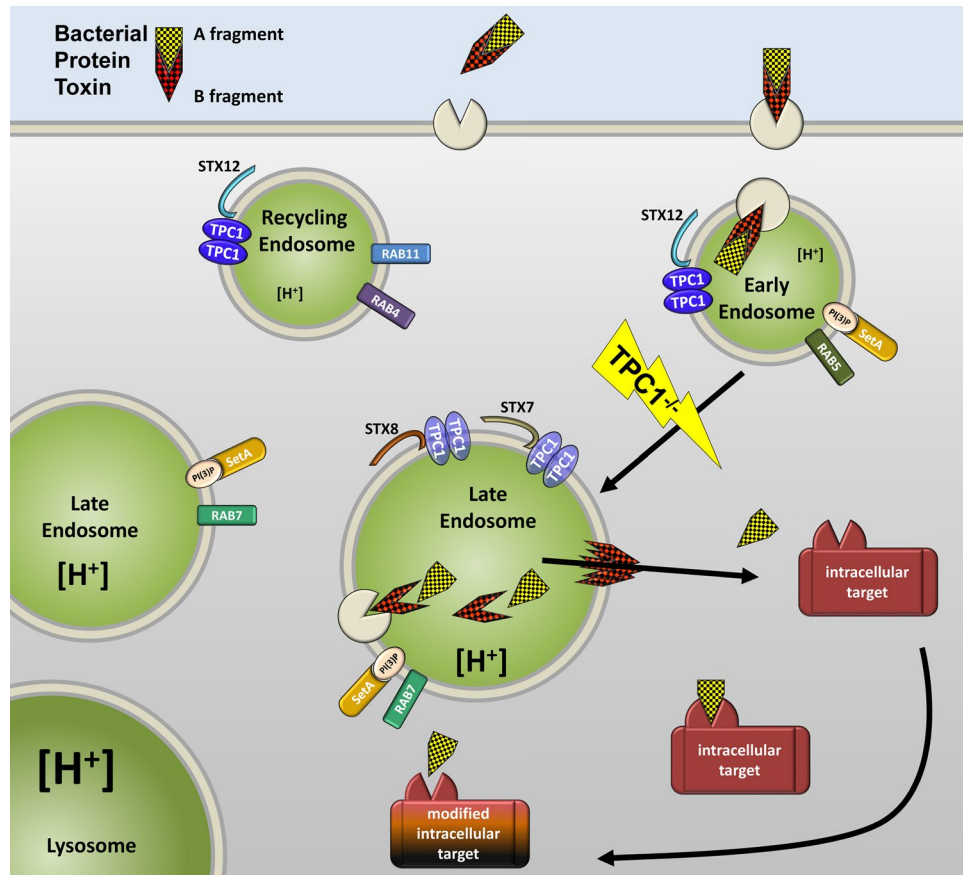 Bacterial
Protein
Toxin
A fragment
B fragment
STX12
TPC1
TPC1
Recycling
Endosome
[H⁺]
RAB11
RAB4
STX12
TPC1
TPC1
[H⁺]
Early
Endosome
PI(3)P
SetA
RAB5
TPC1⁻/⁻
STX8
TPC1
TPC1
STX7
TPC1
TPC1
Late
Endosome
[H⁺]
PI(3)P
SetA
RAB7
Late
Endosome
[H⁺]
PI(3)P
SetA
RAB7
intracellular
target
intracellular
target
modified
intracellular
target
[H⁺]
Lysosome